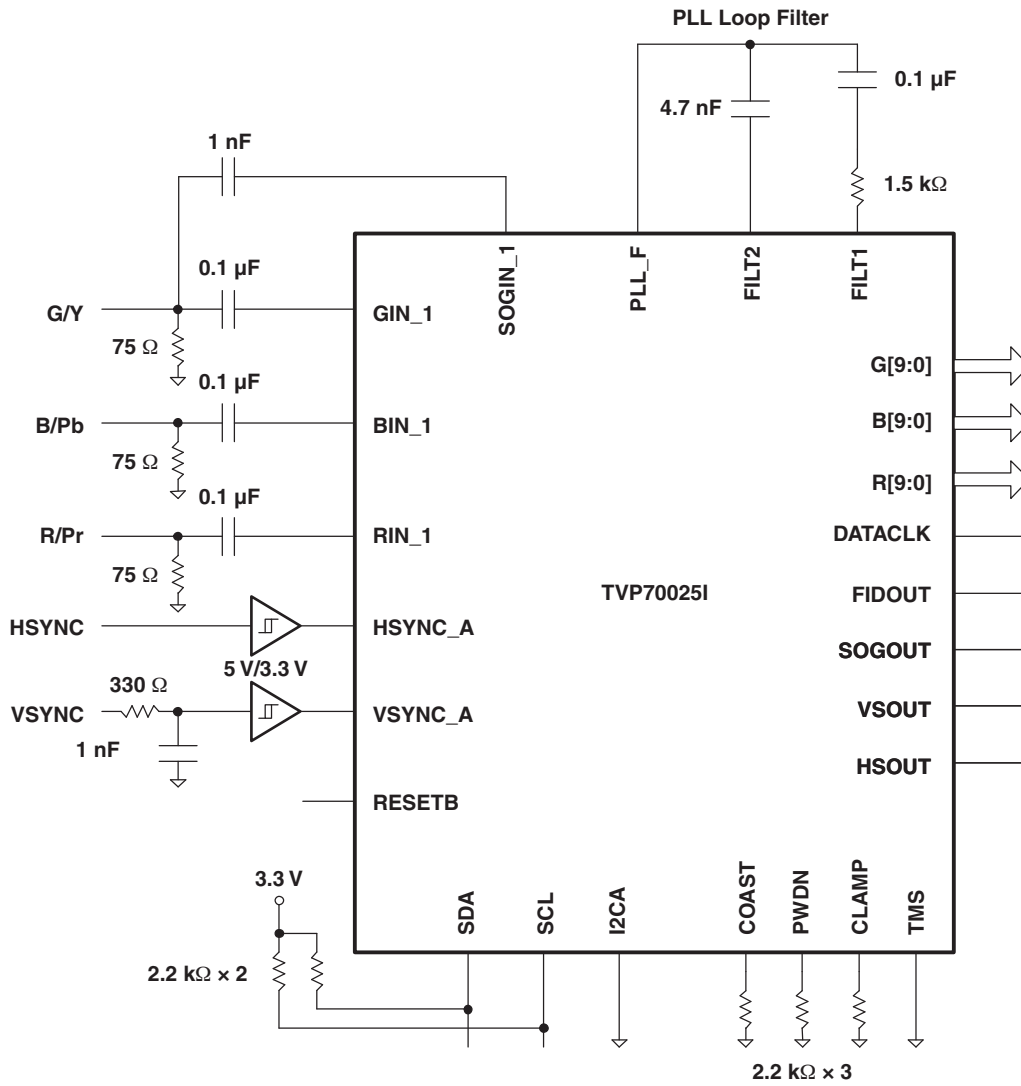 PLL Loop Filter
0.1 µF
4.7 nF
1 nF
1.5 kΩ
SOGIN_1
PLL_F
FILT2
FILT1
0.1 µF
G/Y
GIN_1
75 Ω
G[9:0]
0.1 µF
B/Pb
BIN_1
B[9:0]
75 Ω
R[9:0]
0.1 µF
R/Pr
RIN_1
DATACLK
75 Ω
TVP70025I
FIDOUT
HSYNC
HSYNC_A
SOGOUT
5 V/3.3 V
330 Ω
VSYNC
VSYNC_A
VSOUT
1 nF
HSOUT
RESETB
3.3 V
SDA
SCL
I2CA
COAST
PWDN
CLAMP
TMS
2.2 kΩ × 2
2.2 kΩ × 3